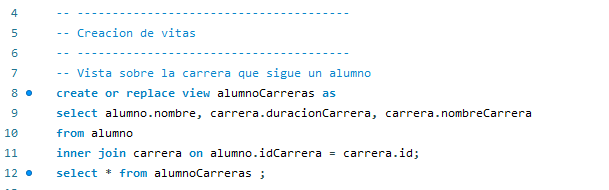 4 -- ---------------------------------------
5 -- Creacion de vitas
6 -- ---------------------------------------
7 -- Vista sobre la carrera que sigue un alumno
8 create or replace view alumnoCarreras as
9 select alumno.nombre, carrera.duracionCarrera, carrera.nombreCarrera
10 from alumno
11 inner join carrera on alumno.idCarrera = carrera.id;
12 select * from alumnoCarreras ;